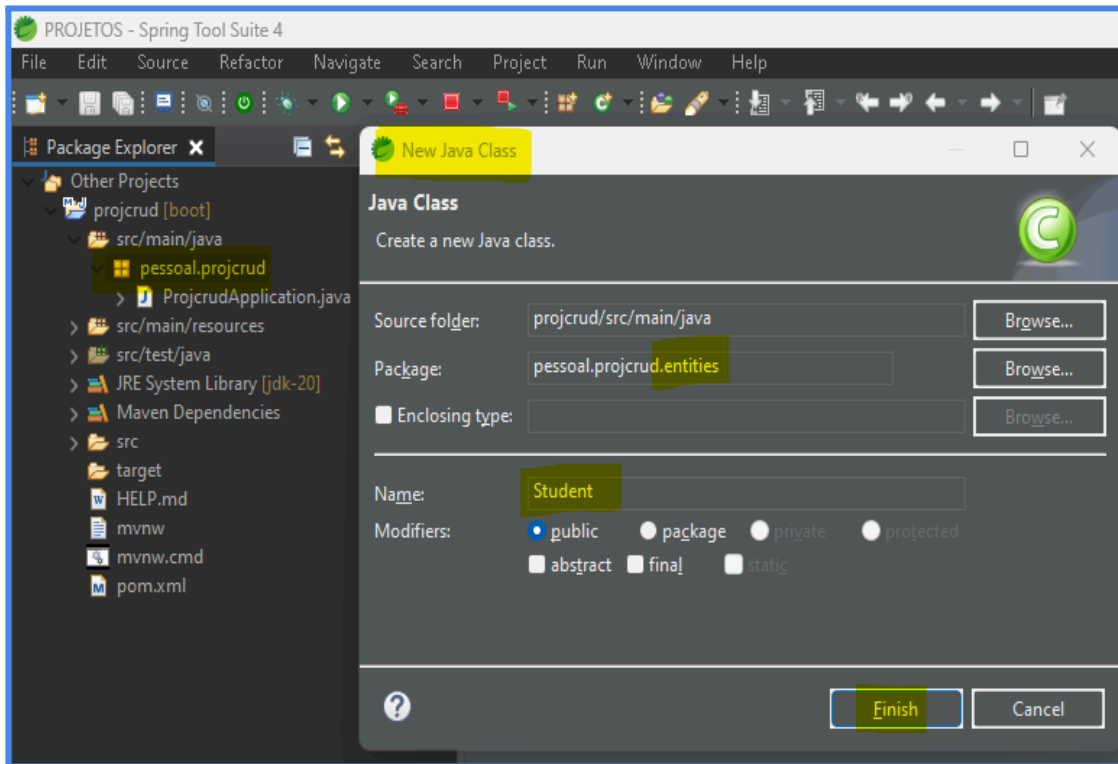 PROJETOS - Spring Tool Suite 4
File Edit Source Refactor Navigate Search Project Run Window Help
Package Explorer
Other Projects
projcrud [boot]
src/main/java
pessoal.projcrud
ProjcrudApplication.java
src/main/resources
src/test/java
JRE System Library [jdk-20]
Maven Dependencies
src
target
HELP.md
mvnw
mvnw.cmd
pom.xml
New Java Class
Java Class
Create a new Java class.
Source folder: projcrud/src/main/java Browse...
Package: pessoal.projcrud.entities Browse...
Enclosing type: Browse...
Name: Student
Modifiers: public package private protected
abstract final static
Finish Cancel